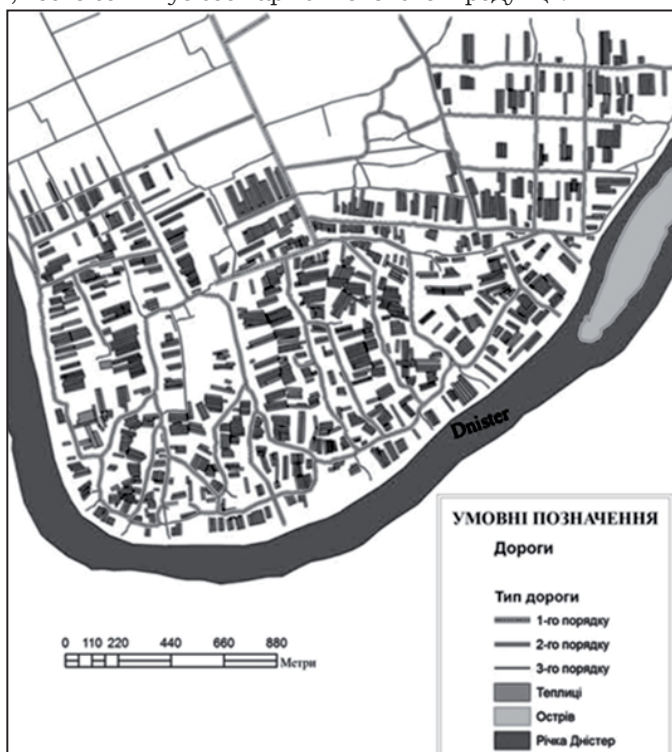 Dnister
УМОВНІ ПОЗНАЧЕННЯ
Дороги
Тип дороги
1-го порядку
2-го порядку
3-го порядку
Теплиці
Острів
Річка Дністер
0 110 220 440 660 880
Метри